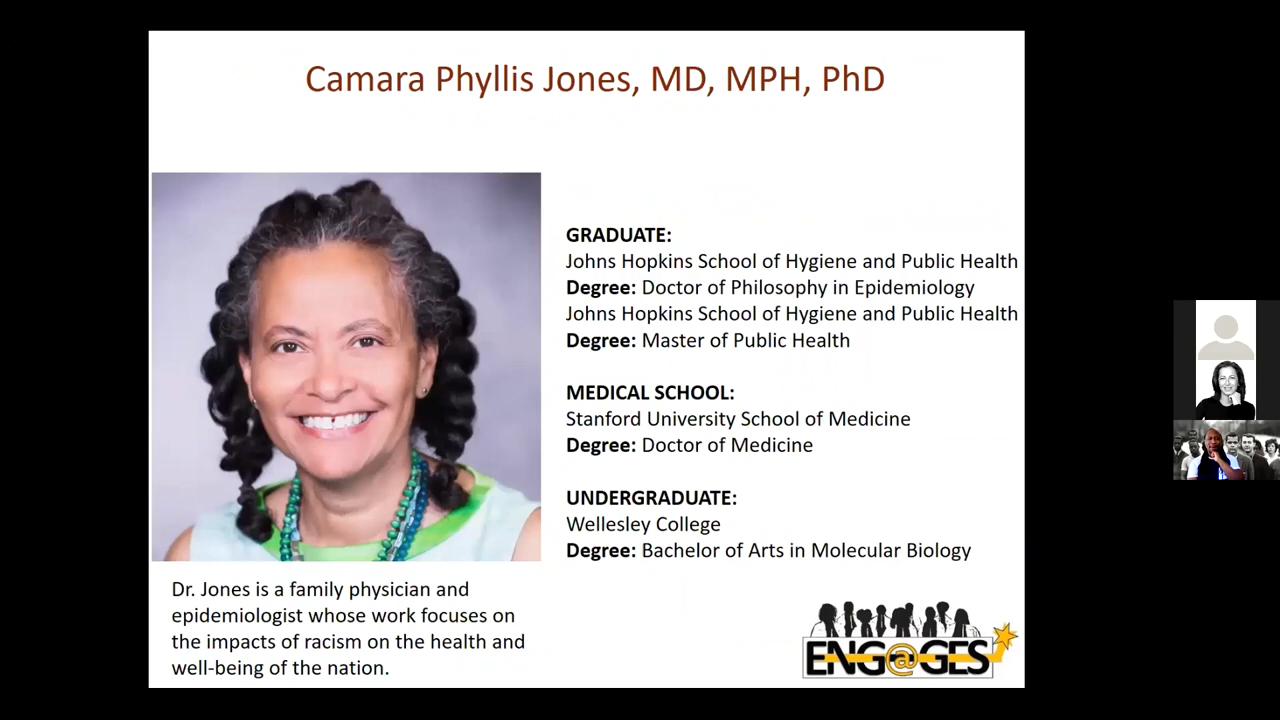 Camara Phyllis Jones, MD, MPH, PhD
GRADUATE:
Johns Hopkins School of Hygiene and Public Health
Degree: Doctor of Philosophy in Epidemiology
Johns Hopkins School of Hygiene and Public Health
Degree: Master of Public Health
MEDICAL SCHOOL:
Stanford University School of Medicine
Degree: Doctor of Medicine
UNDERGRADUATE:
Wellesley College
Degree: Bachelor of Arts in Molecular Biology
Dr. Jones is a family physician and
epidemiologist whose work focuses on
the impacts of racism on the health and
well-being of the nation.
ENG@GES